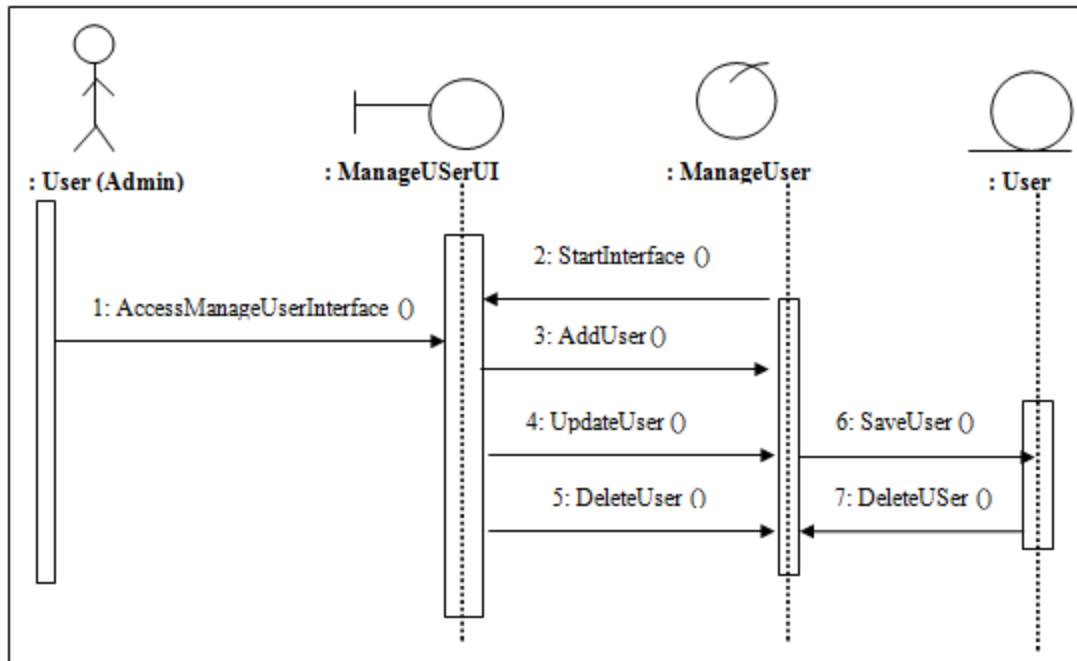 : User (Admin)
: ManageUSerUI
: ManageUser
: User
2: StartInterface ()
1: AccessManageUserInterface ()
3: AddUser ()
4: UpdateUser ()
6: SaveUser ()
5: DeleteUser ()
7: DeleteUSer ()